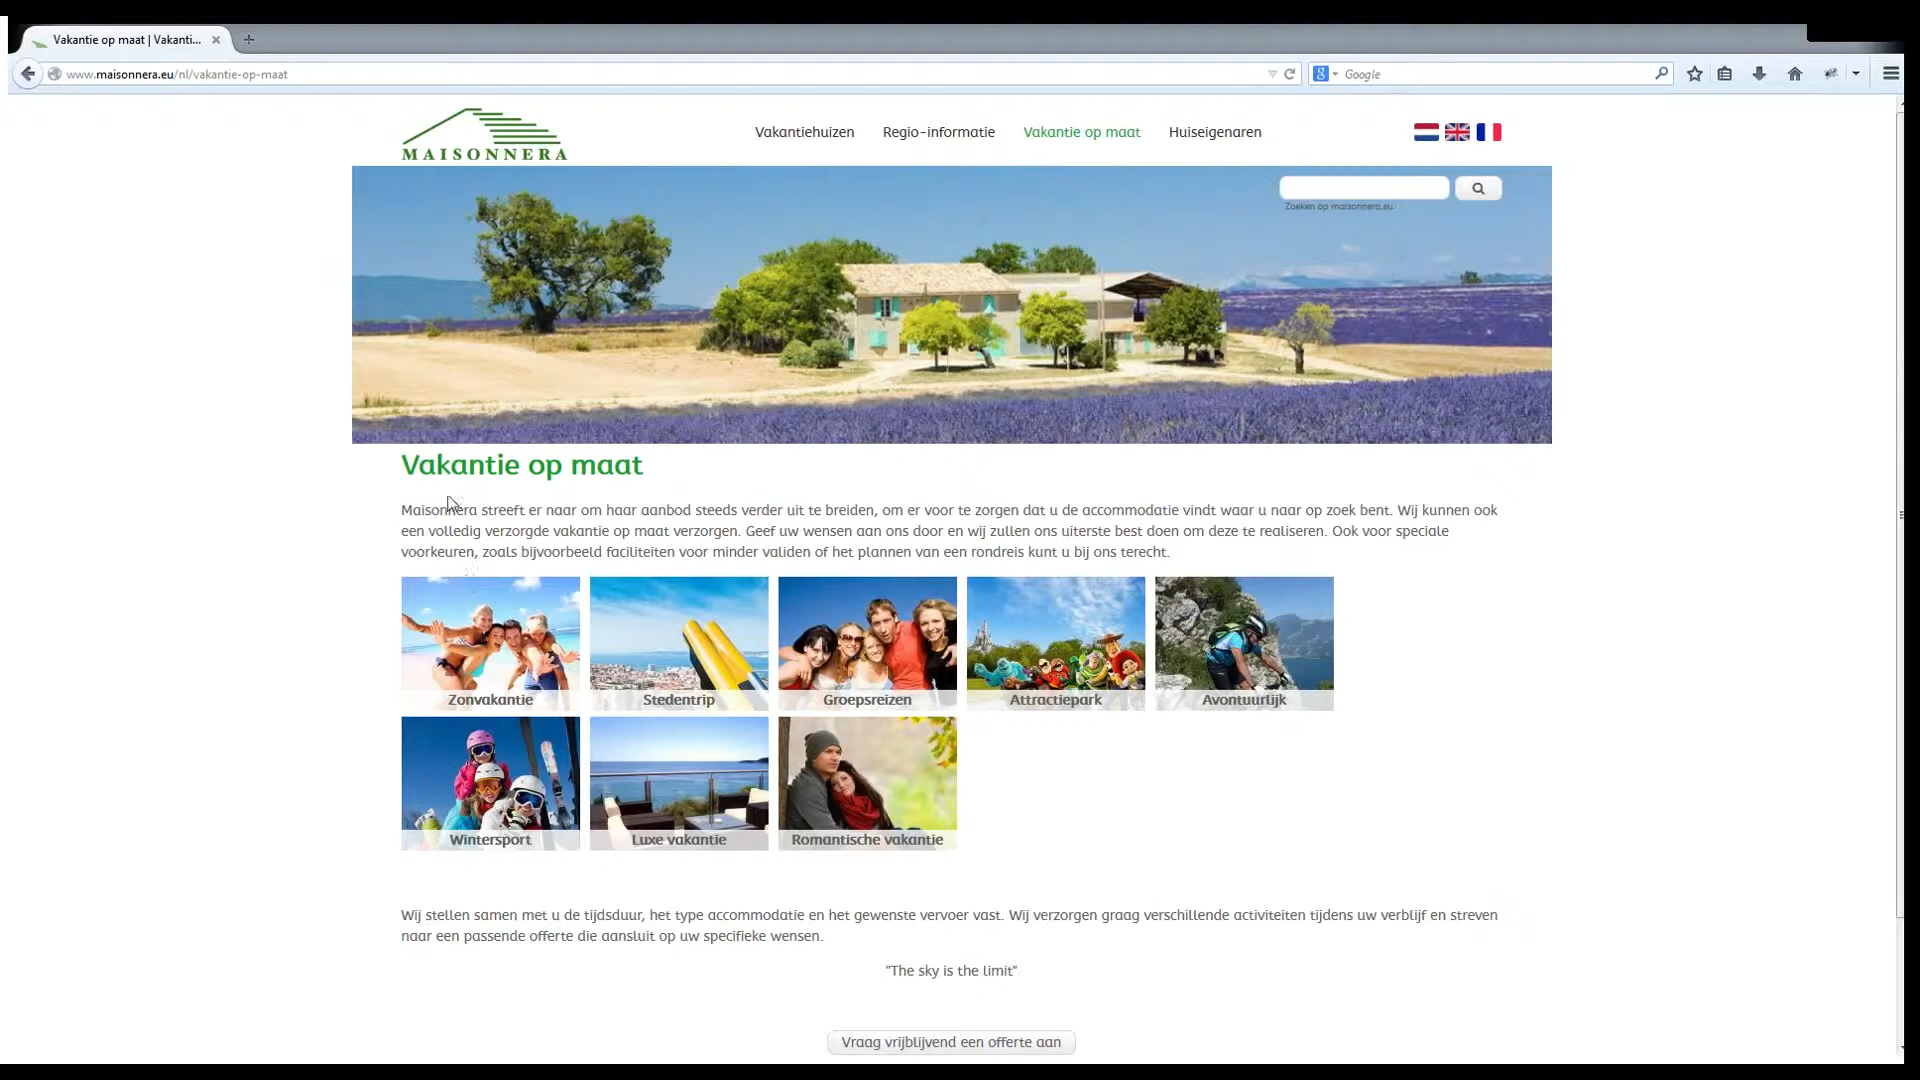 Vakantie op maat | Vakanti...
www.maisonnera.eu/nl/vakantie-op-maat
Google
MAISONNERA
Vakantiehuizen Regio-informatie Vakantie op maat Huiseigenaren
Zoeken op maisonnera.eu
Vakantie op maat
Maisonnera streeft er naar om haar aanbod steeds verder uit te breiden, om er voor te zorgen dat u de accommodatie vindt waar u naar op zoek bent. Wij kunnen ook
een volledig verzorgde vakantie op maat verzorgen. Geef uw wensen aan ons door en wij zullen ons uiterste best doen om deze te realiseren. Ook voor speciale
voorkeuren, zoals bijvoorbeeld faciliteiten voor minder validen of het plannen van een rondreis kunt u bij ons terecht.
Zonvakantie Stedentrip Groepsreizen Attractiepark Avontuurlijk
Wintersport Luxe vakantie Romantische vakantie
Wij stellen samen met u de tijdsduur, het type accommodatie en het gewenste vervoer vast. Wij verzorgen graag verschillende activiteiten tijdens uw verblijf en streven
naar een passende offerte die aansluit op uw specifieke wensen.
"The sky is the limit"
Vraag vrijblijvend een offerte aan